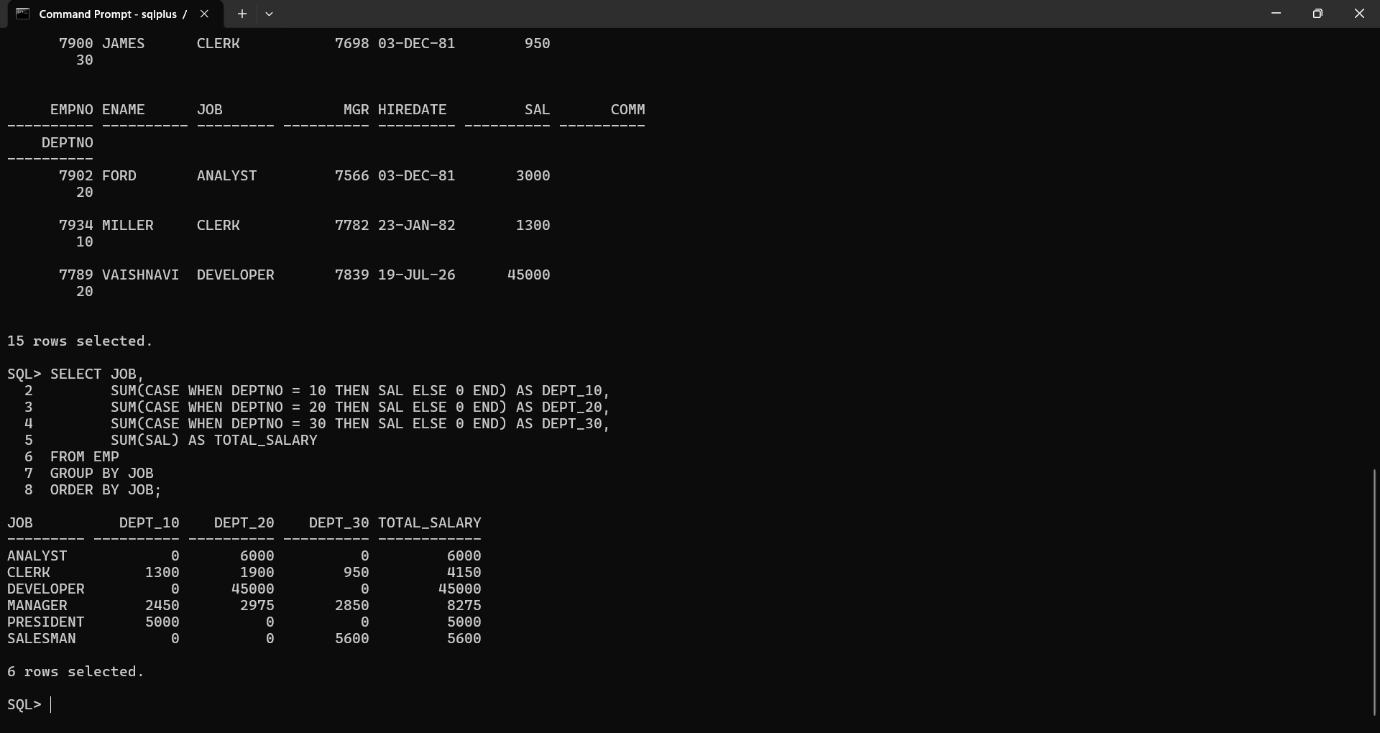 Command Prompt - sqlplus /
      7900 JAMES      CLERK           7698 03-DEC-81        950
        30
     EMPNO ENAME      JOB              MGR HIREDATE         SAL       COMM
---------- ---------- --------- ---------- --------- ---------- ----------
    DEPTNO
----------
      7902 FORD       ANALYST         7566 03-DEC-81       3000
        20
      7934 MILLER     CLERK           7782 23-JAN-82       1300
        10
      7789 VAISHNAVI  DEVELOPER       7839 19-JUL-26      45000
        20
15 rows selected.
SQL> SELECT JOB,
  2         SUM(CASE WHEN DEPTNO = 10 THEN SAL ELSE 0 END) AS DEPT_10,
  3         SUM(CASE WHEN DEPTNO = 20 THEN SAL ELSE 0 END) AS DEPT_20,
  4         SUM(CASE WHEN DEPTNO = 30 THEN SAL ELSE 0 END) AS DEPT_30,
  5         SUM(SAL) AS TOTAL_SALARY
  6  FROM EMP
  7  GROUP BY JOB
  8  ORDER BY JOB;
JOB          DEPT_10    DEPT_20    DEPT_30 TOTAL_SALARY
--------- ---------- ---------- ---------- ------------
ANALYST            0       6000          0         6000
CLERK           1300       1900        950         4150
DEVELOPER          0      45000          0        45000
MANAGER         2450       2975       2850         8275
PRESIDENT       5000          0          0         5000
SALESMAN           0          0       5600         5600
6 rows selected.
SQL>